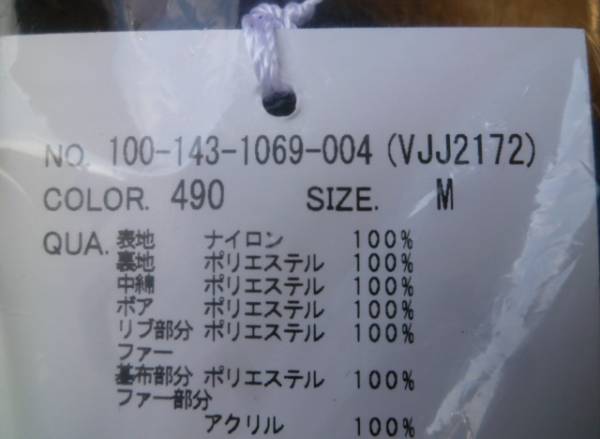 NO. 100-143-1069-004 (VJJ2172)
COLOR. 490 SIZE. M
QUA. 表地 ナイロン 100%
裏地 ポリエステル 100%
中綿 ポリエステル 100%
ボア ポリエステル 100%
リブ部分 ポリエステル 100%
ファー
基布部分 ポリエステル 100%
ファー部分
アクリル 100%